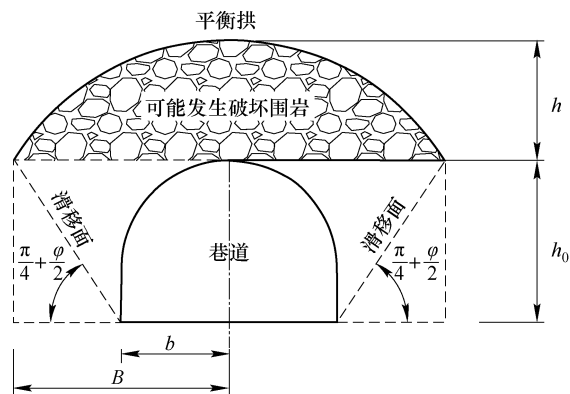 平衡拱
可能发生破坏围岩
h
滑移面
滑移面
π/4+φ/2
巷道
π/4+φ/2
h₀
b
B